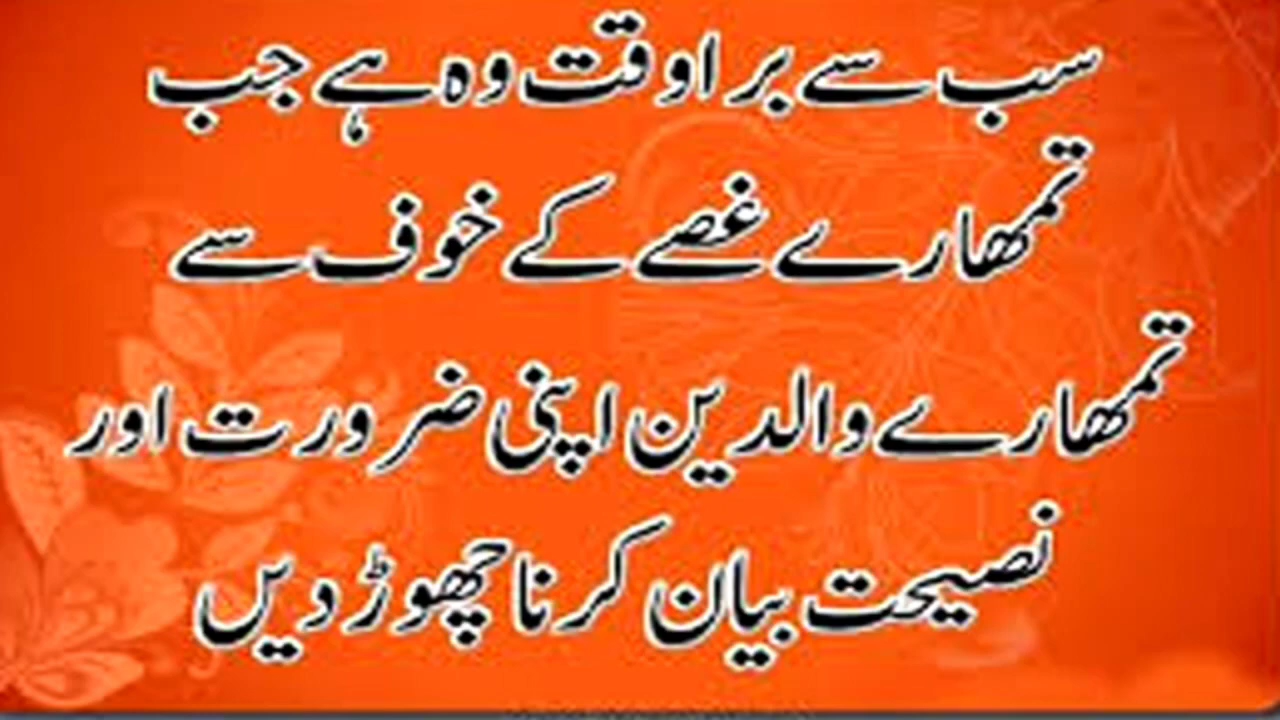 سب سے برا وقت وہ ہے جب
تمھارے غصے کے خوف سے
تمھارے والدین اپنی ضرورت اور
نصیحت بیان کرنا چھوڑ دیں